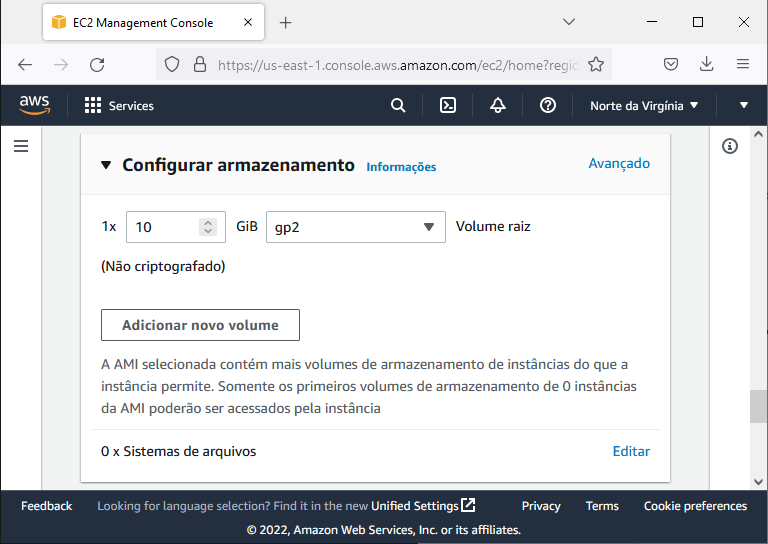 EC2 Management Console
https://us-east-1.console.aws.amazon.com/ec2/home?regio
aws Services Norte da Virgínia
Configurar armazenamento Informações Avançado
1x 10 GiB gp2 Volume raiz
(Não criptografado)
Adicionar novo volume
A AMI selecionada contém mais volumes de armazenamento de instâncias do que a
instância permite. Somente os primeiros volumes de armazenamento de 0 instâncias
da AMI poderão ser acessados pela instância
0 x Sistemas de arquivos Editar
Feedback Looking for language selection? Find it in the new Unified Settings Privacy Terms Cookie preferences
© 2022, Amazon Web Services, Inc. or its affiliates.